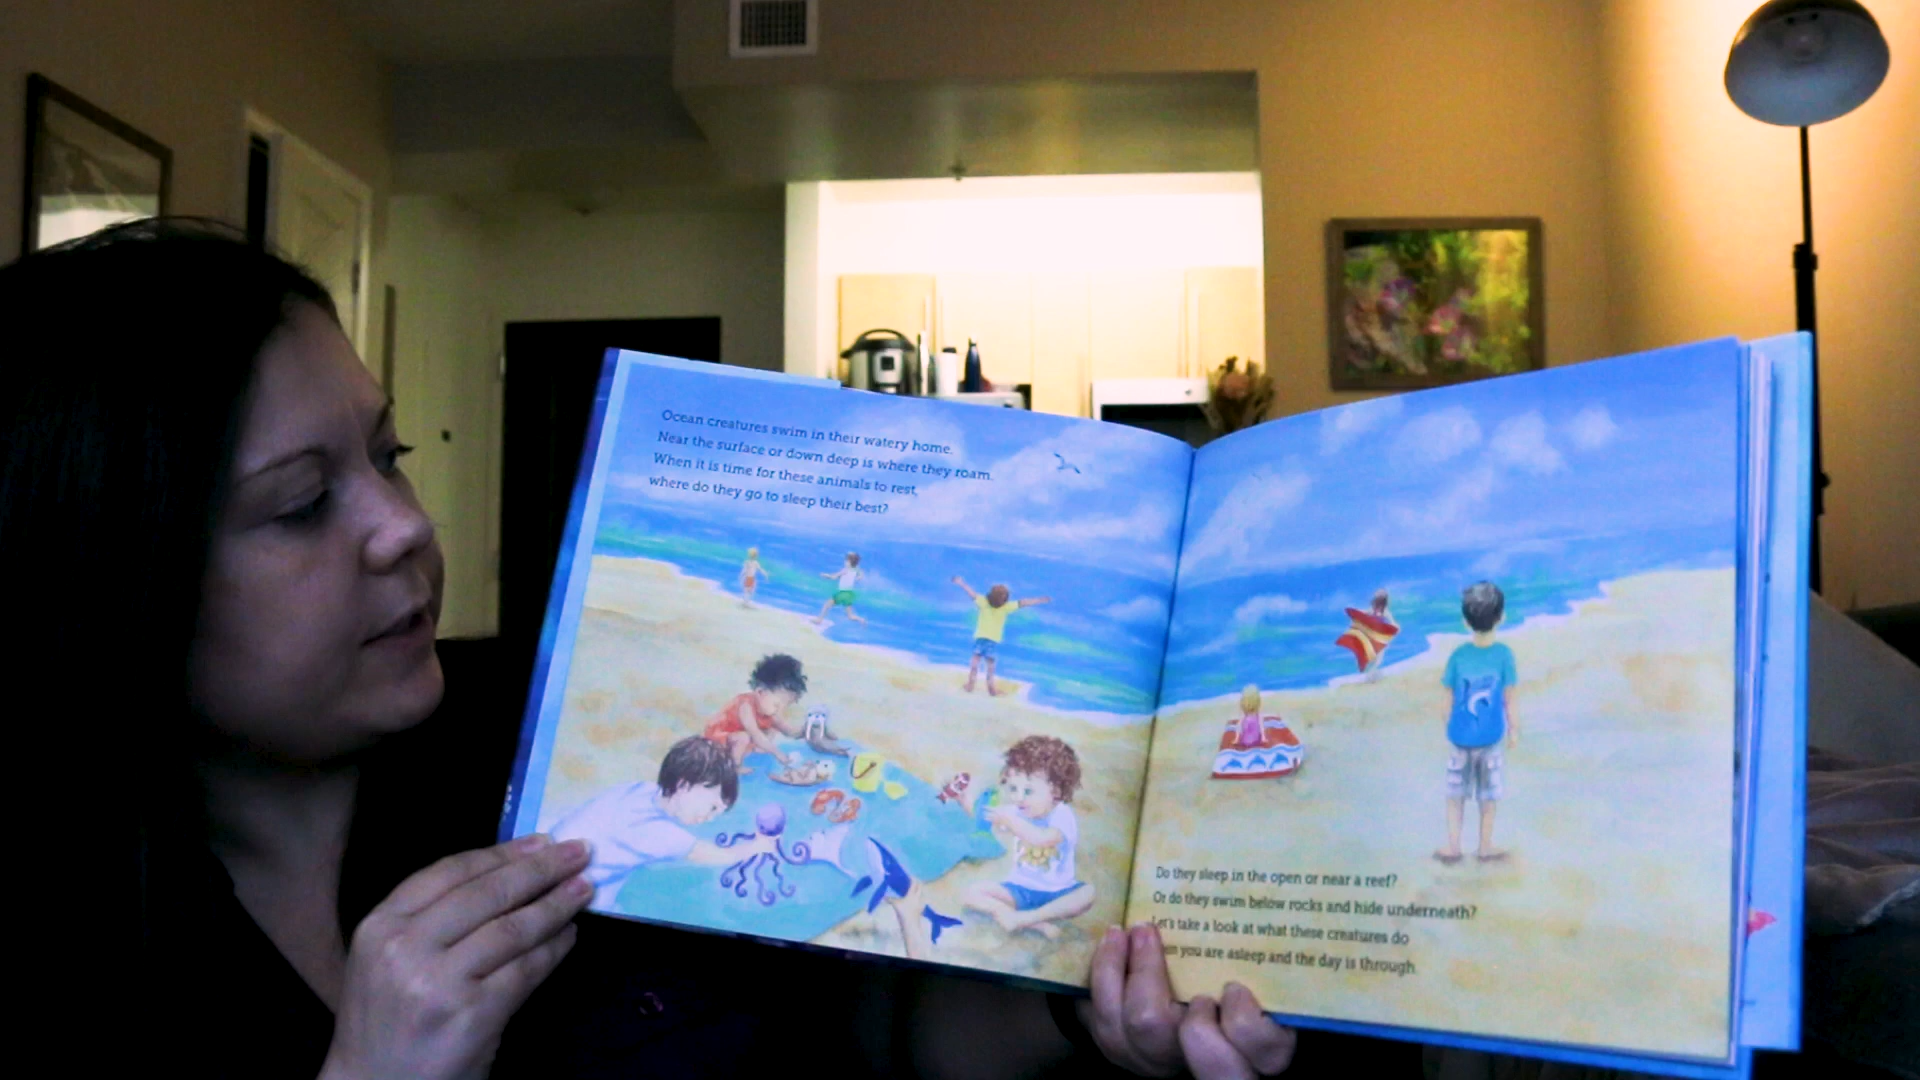 Ocean creatures swim in their watery home.
Near the surface or down deep is where they roam.
When it is time for these animals to rest,
where do they go to sleep their best?
Do they sleep in the open or near a reef?
Or do they swim below rocks and hide underneath?
Let's take a look at what these creatures do
you are asleep and the day is through.